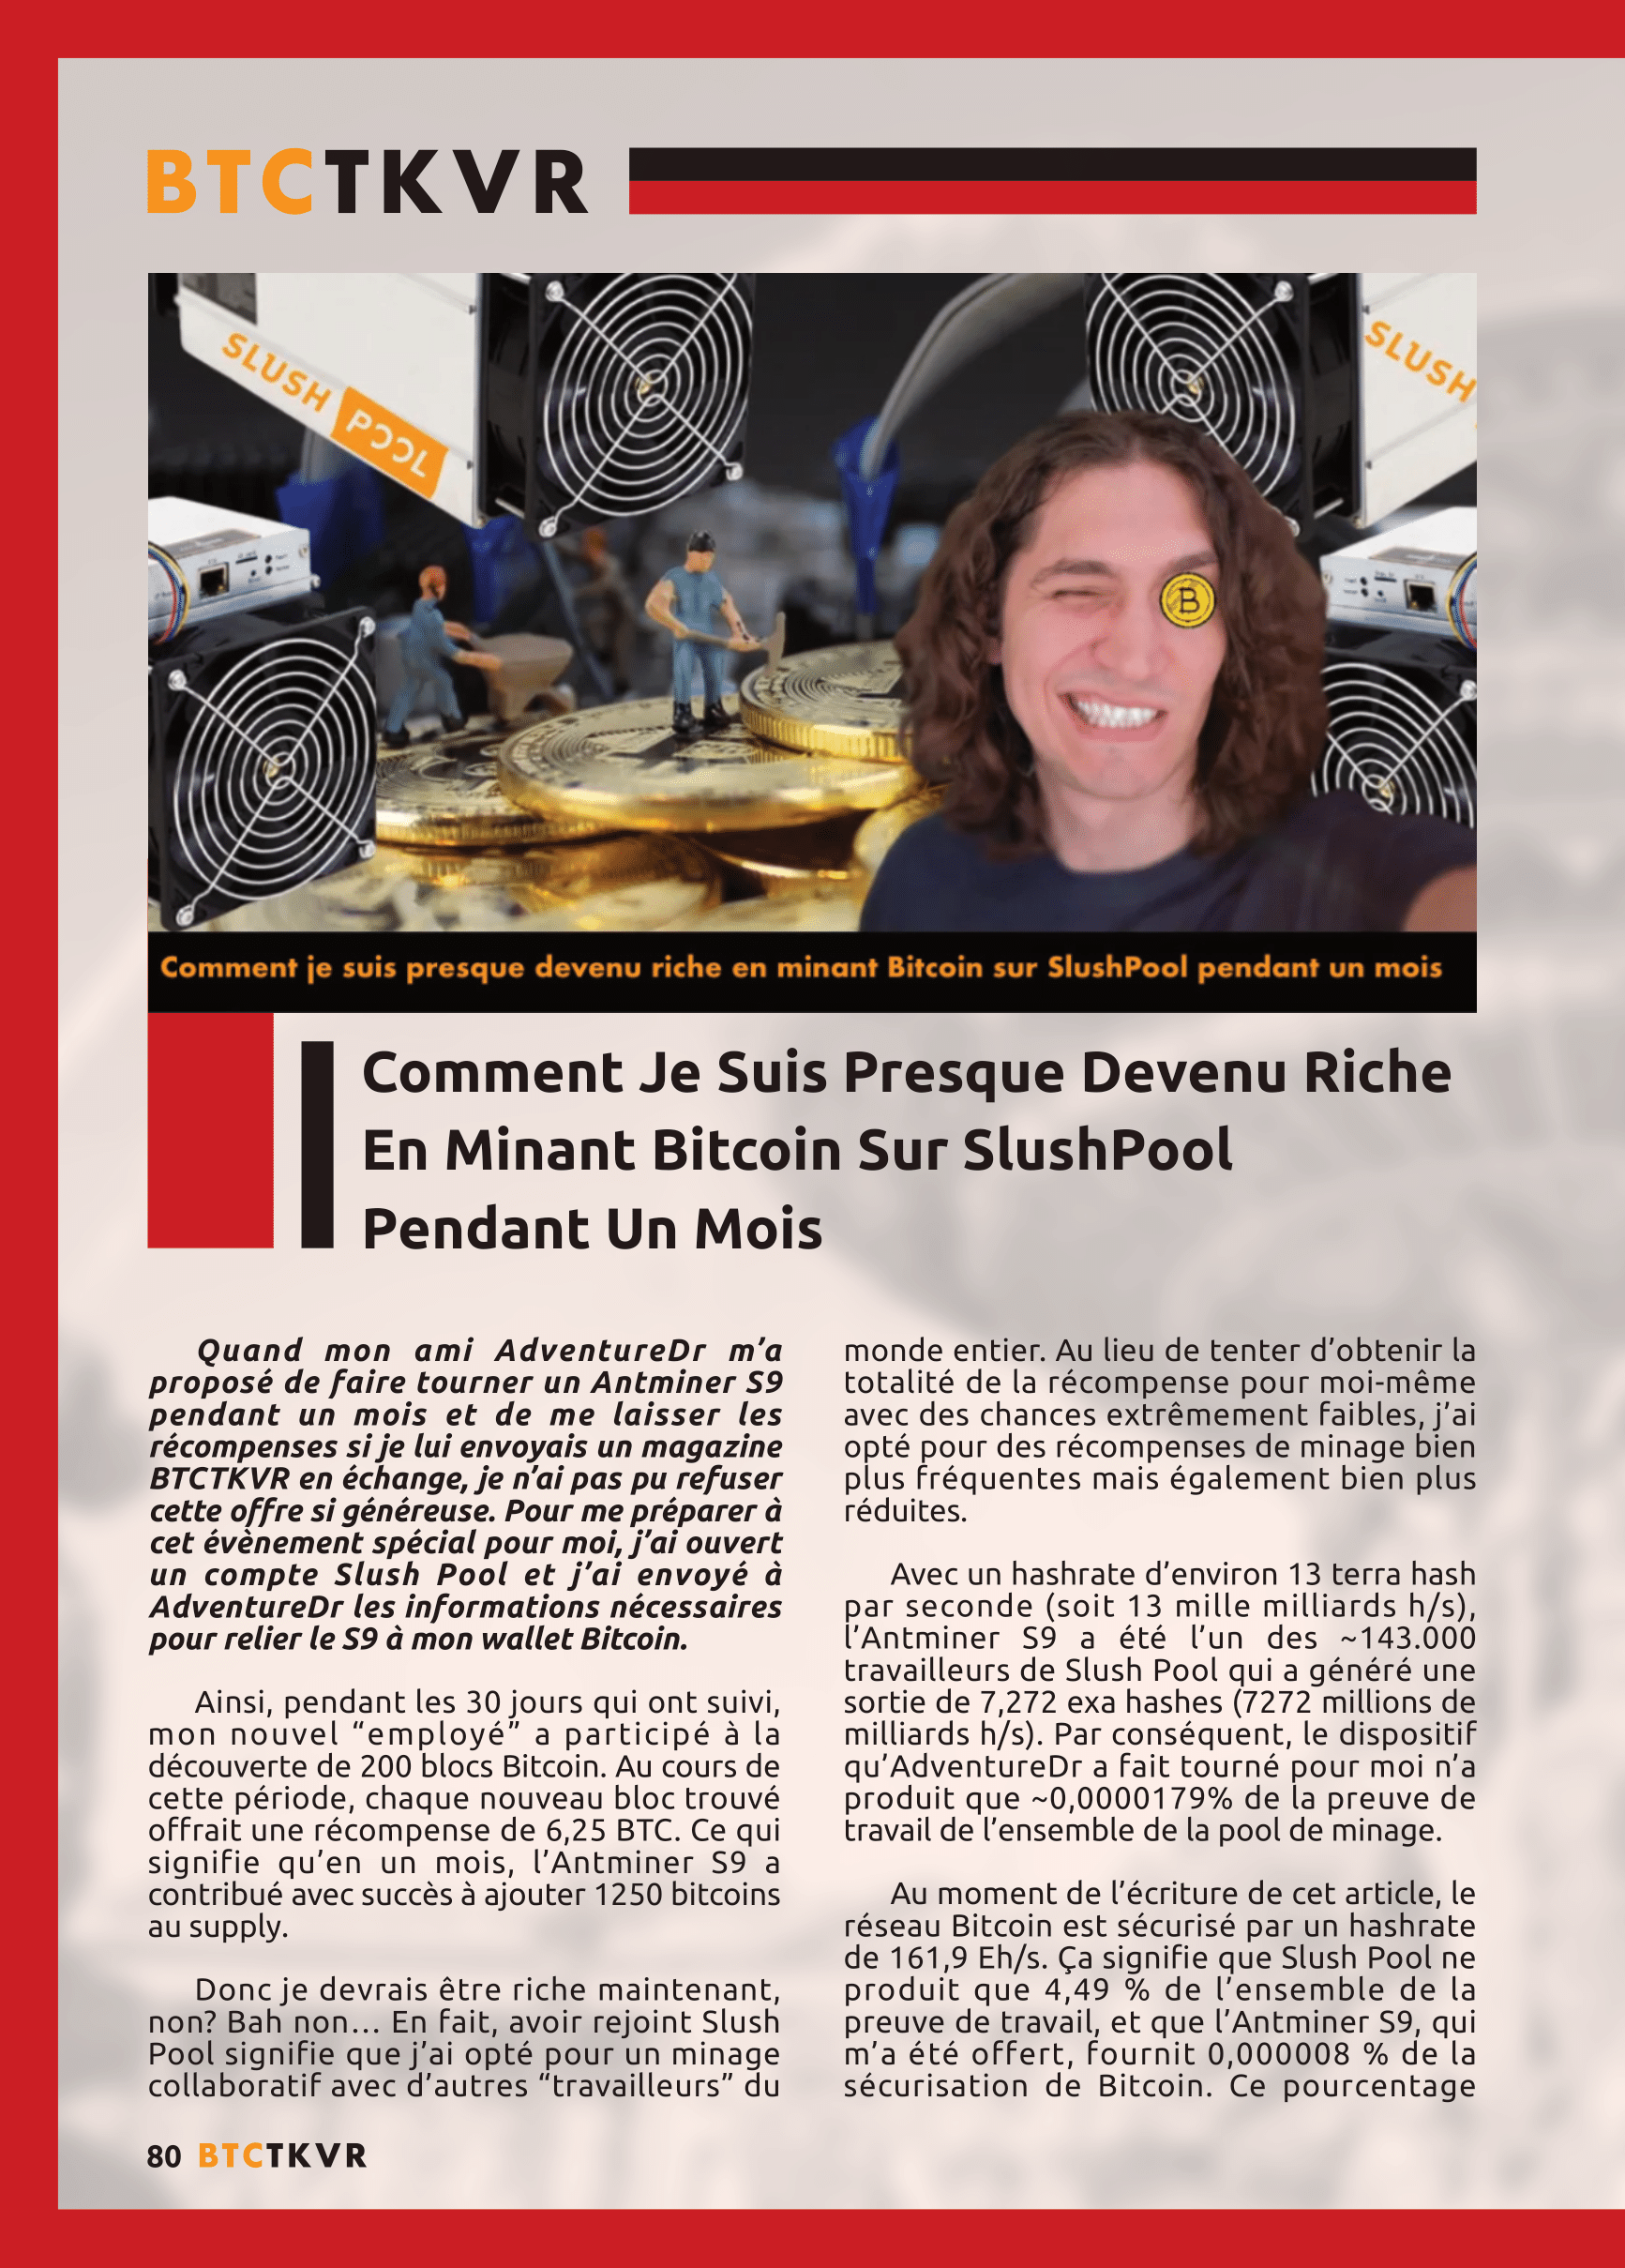 BTCTKVR
SLUSH POOL
SLUSH
B
Comment je suis presque devenu riche en minant Bitcoin sur SlushPool pendant un mois
Comment Je Suis Presque Devenu Riche
En Minant Bitcoin Sur SlushPool
Pendant Un Mois
Quand mon ami AdventureDr m’a
proposé de faire tourner un Antminer S9
pendant un mois et de me laisser les
récompenses si je lui envoyais un magazine
BTCTKVR en échange, je n’ai pas pu refuser
cette offre si généreuse. Pour me préparer à
cet évènement spécial pour moi, j’ai ouvert
un compte Slush Pool et j’ai envoyé à
AdventureDr les informations nécessaires
pour relier le S9 à mon wallet Bitcoin.
Ainsi, pendant les 30 jours qui ont suivi,
mon nouvel “employé” a participé à la
découverte de 200 blocs Bitcoin. Au cours de
cette période, chaque nouveau bloc trouvé
offrait une récompense de 6,25 BTC. Ce qui
signifie qu’en un mois, l’Antminer S9 a
contribué avec succès à ajouter 1250 bitcoins
au supply.
Donc je devrais être riche maintenant,
non? Bah non… En fait, avoir rejoint Slush
Pool signifie que j’ai opté pour un minage
collaboratif avec d’autres “travailleurs” du
monde entier. Au lieu de tenter d’obtenir la
totalité de la récompense pour moi-même
avec des chances extrêmement faibles, j’ai
opté pour des récompenses de minage bien
plus fréquentes mais également bien plus
réduites.
Avec un hashrate d’environ 13 terra hash
par seconde (soit 13 mille milliards h/s),
l’Antminer S9 a été l’un des ~143.000
travailleurs de Slush Pool qui a généré une
sortie de 7,272 exa hashes (7272 millions de
milliards h/s). Par conséquent, le dispositif
qu’AdventureDr a fait tourné pour moi n’a
produit que ~0,0000179% de la preuve de
travail de l’ensemble de la pool de minage.
Au moment de l’écriture de cet article, le
réseau Bitcoin est sécurisé par un hashrate
de 161,9 Eh/s. Ça signifie que Slush Pool ne
produit que 4,49 % de l’ensemble de la
preuve de travail, et que l’Antminer S9, qui
m’a été offert, fournit 0,000008 % de la
sécurisation de Bitcoin. Ce pourcentage
80 BTCTKVR